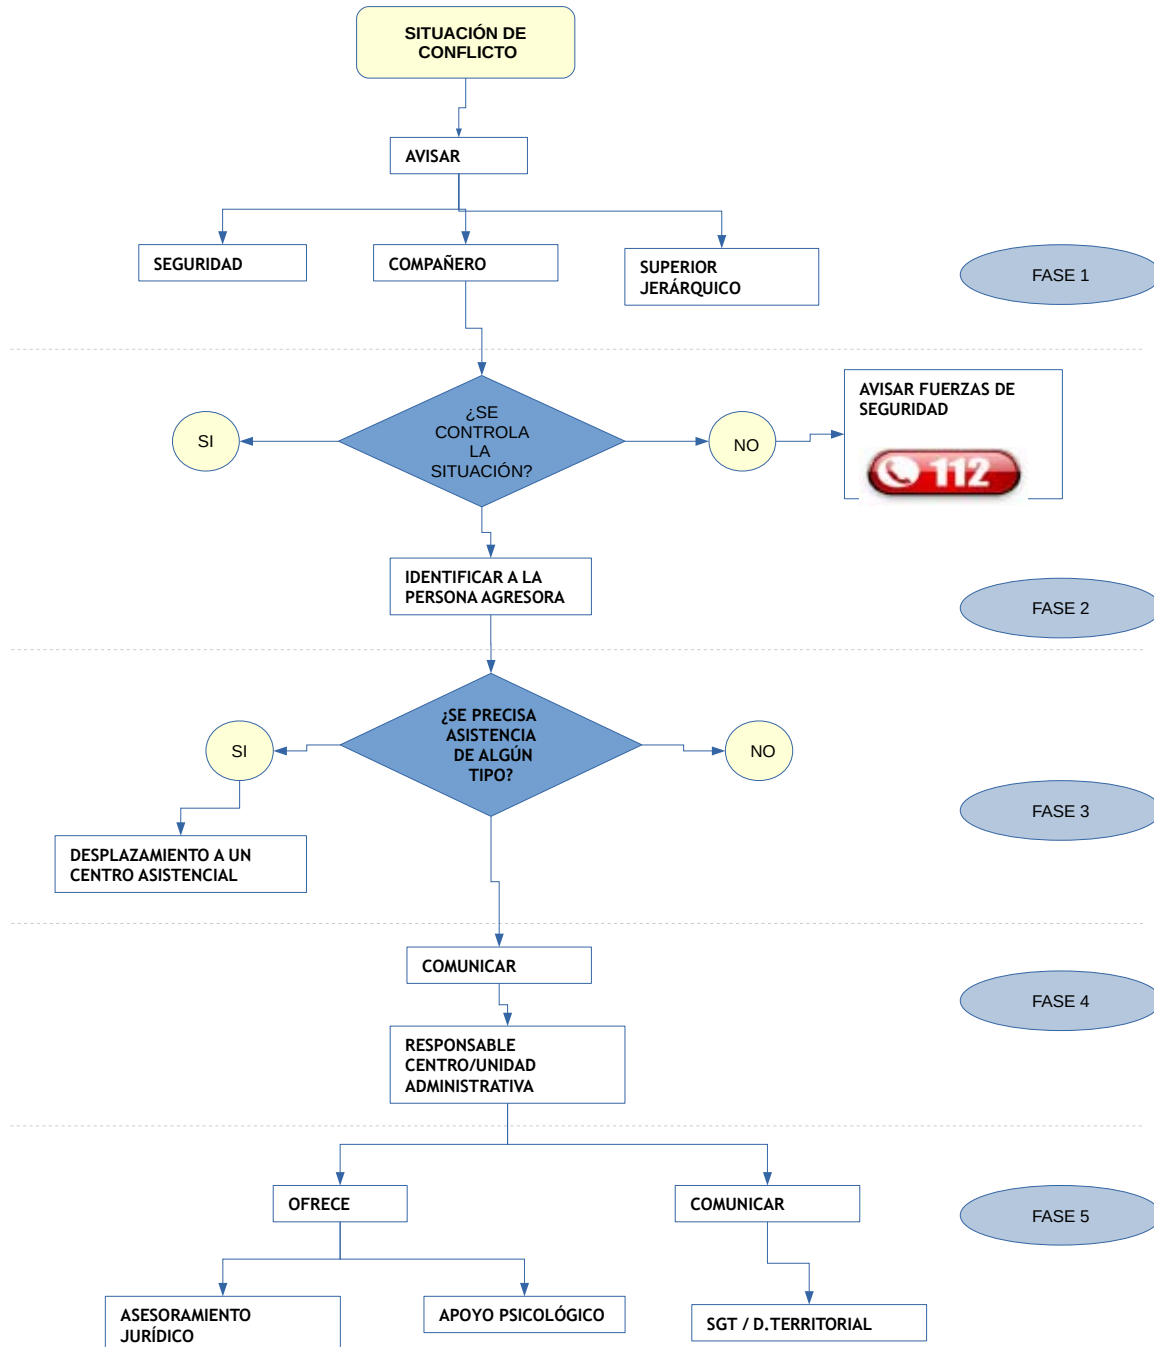 SITUACIÓN DE
CONFLICTO
AVISAR
SEGURIDAD
COMPAÑERO
SUPERIOR
JERÁRQUICO
FASE 1
¿SE
CONTROLA
LA
SITUACIÓN?
SI
NO
AVISAR FUERZAS DE
SEGURIDAD
112
IDENTIFICAR A LA
PERSONA AGRESORA
FASE 2
¿SE PRECISA
ASISTENCIA
DE ALGÚN
TIPO?
SI
NO
DESPLAZAMIENTO A UN
CENTRO ASISTENCIAL
FASE 3
COMUNICAR
RESPONSABLE
CENTRO/UNIDAD
ADMINISTRATIVA
FASE 4
OFRECE
COMUNICAR
FASE 5
ASESORAMIENTO
JURÍDICO
APOYO PSICOLÓGICO
SGT / D.TERRITORIAL